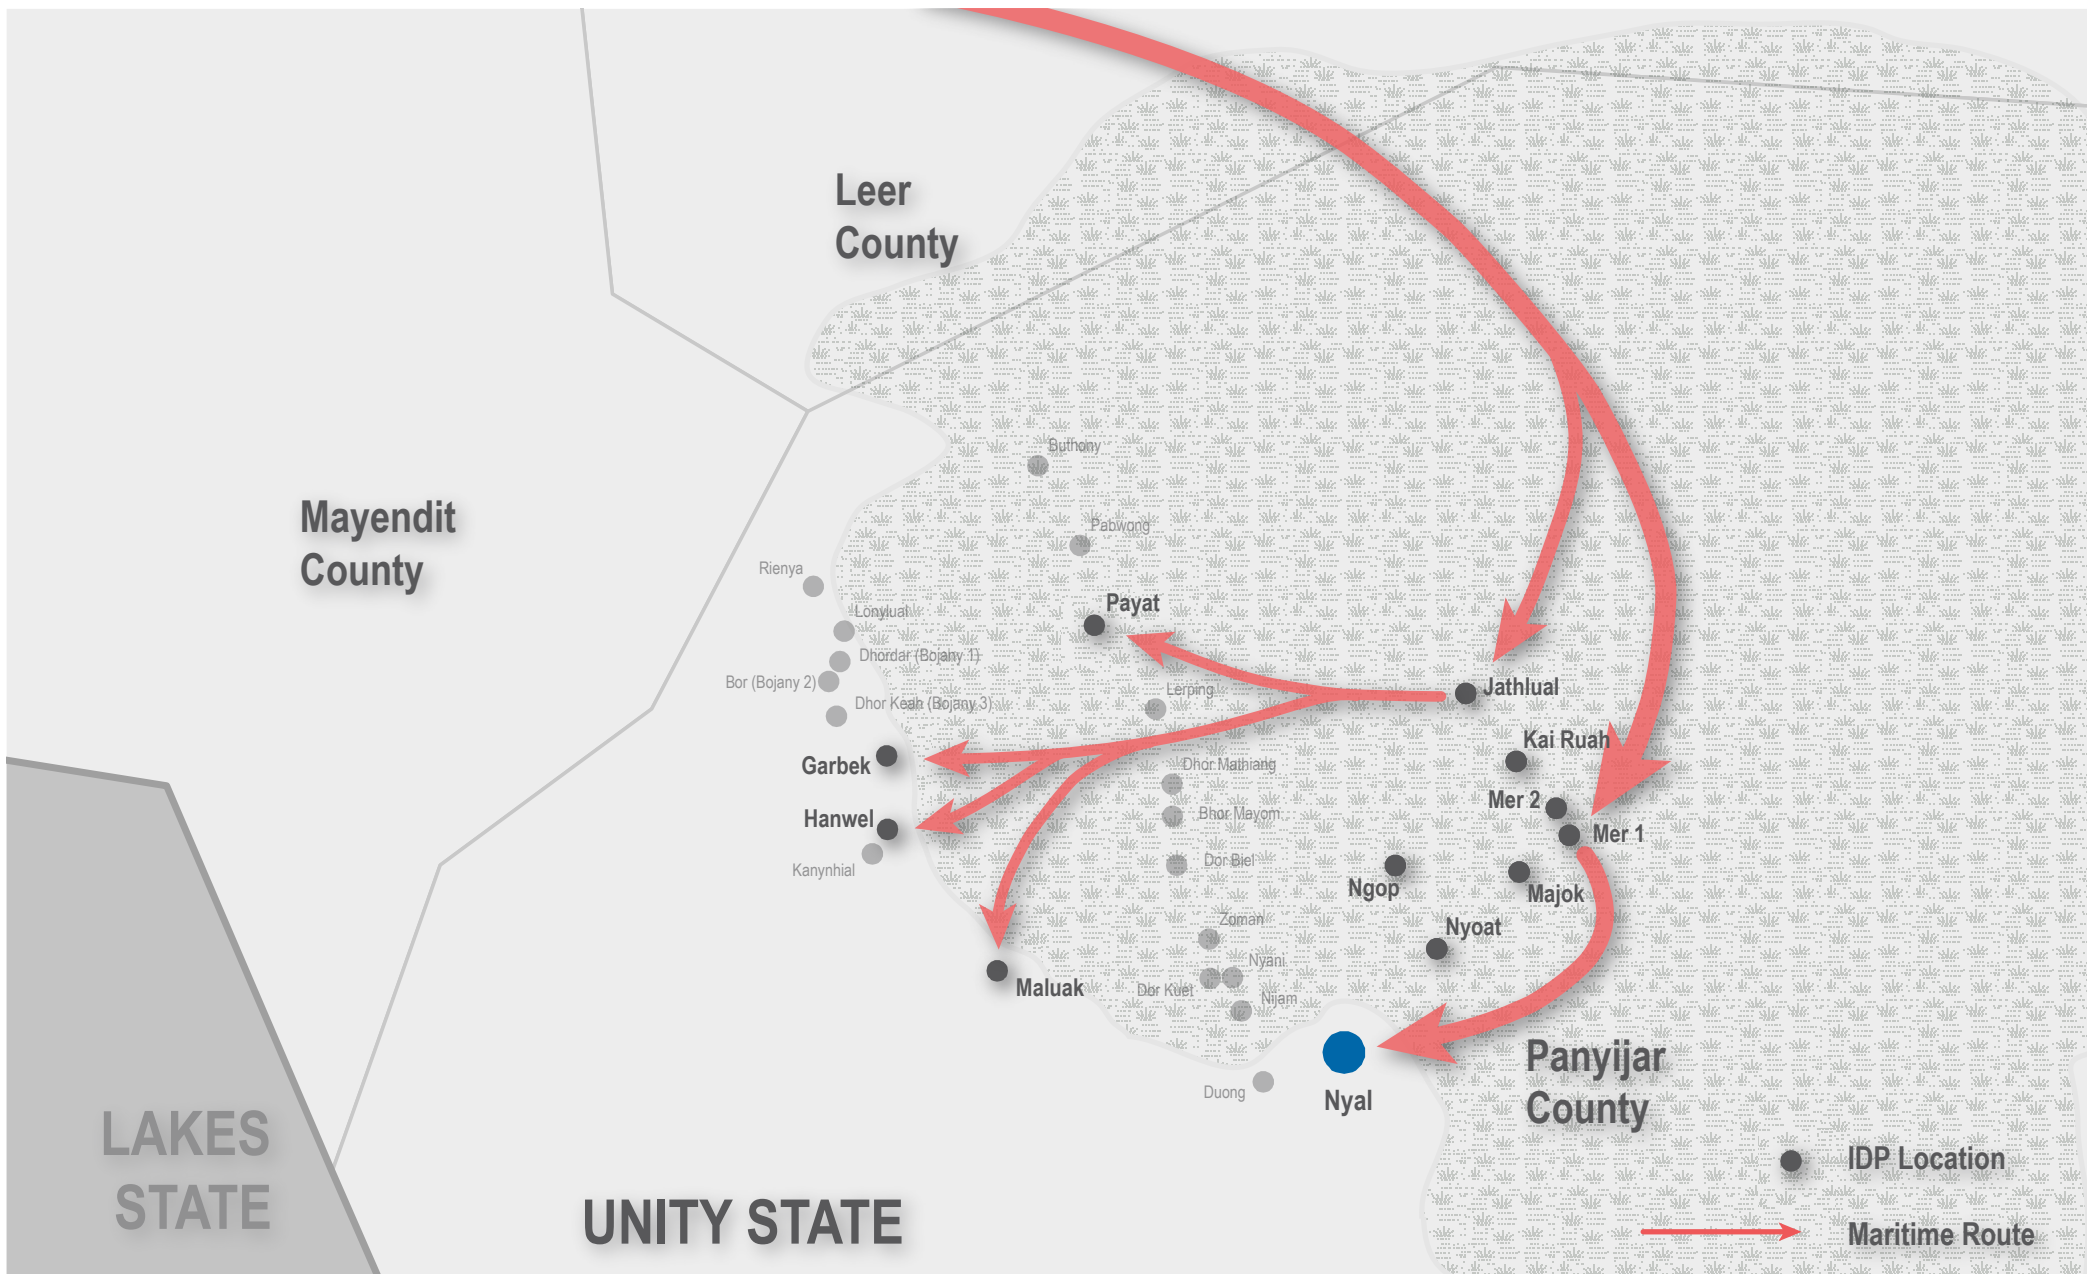 Leer
County
Buthony
Mayendit
County
Pabwong
Rienya
Payat
Lonylual
Dhordar (Bojany 1)
Bor (Bojany 2)
Lerping
Jathlual
Dhor Kean (Bojany 3)
Garbek
Kai Ruah
Dhor Mathiang
Mer 2
Hanwel
Bhor Mayom
Mer 1
Kanynhial
Dor Biel
Ngop
Majok
Zoman
Nyoat
Nyani
Maluak
Dor Kuet
Nijam
Panyijar
County
Duong
Nyal
LAKES
STATE
UNITY STATE
IDP Location
Maritime Route